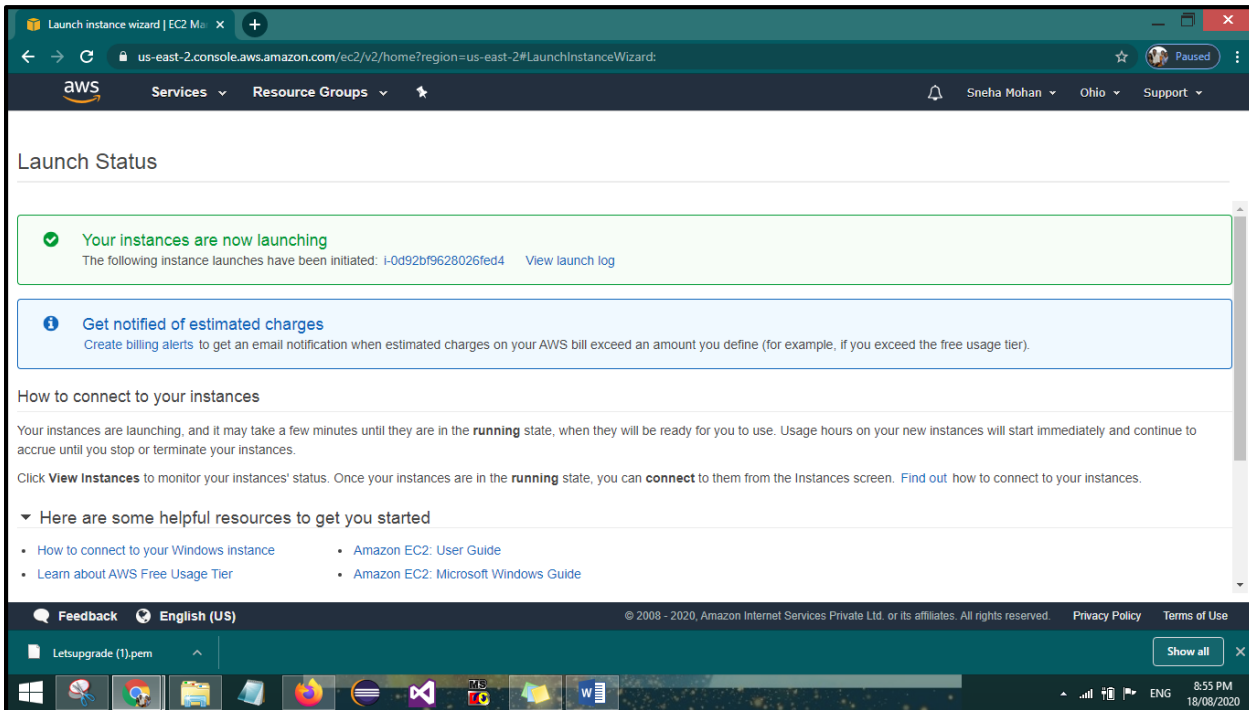 Launch instance wizard | EC2 Ma
us-east-2.console.aws.amazon.com/ec2/v2/home?region=us-east-2#LaunchInstanceWizard:
Paused
aws Services Resource Groups Sneha Mohan Ohio Support
Launch Status
Your instances are now launching
The following instance launches have been initiated: i-0d92bf9628026fed4 View launch log
Get notified of estimated charges
Create billing alerts to get an email notification when estimated charges on your AWS bill exceed an amount you define (for example, if you exceed the free usage tier).
How to connect to your instances
Your instances are launching, and it may take a few minutes until they are in the running state, when they will be ready for you to use. Usage hours on your new instances will start immediately and continue to
accrue until you stop or terminate your instances.
Click View Instances to monitor your instances' status. Once your instances are in the running state, you can connect to them from the Instances screen. Find out how to connect to your instances.
Here are some helpful resources to get you started
• How to connect to your Windows instance • Amazon EC2: User Guide
• Learn about AWS Free Usage Tier • Amazon EC2: Microsoft Windows Guide
Feedback English (US) © 2008 - 2020, Amazon Internet Services Private Ltd. or its affiliates. All rights reserved. Privacy Policy Terms of Use
Letsupgrade (1).pem Show all
ENG 8:55 PM
18/08/2020